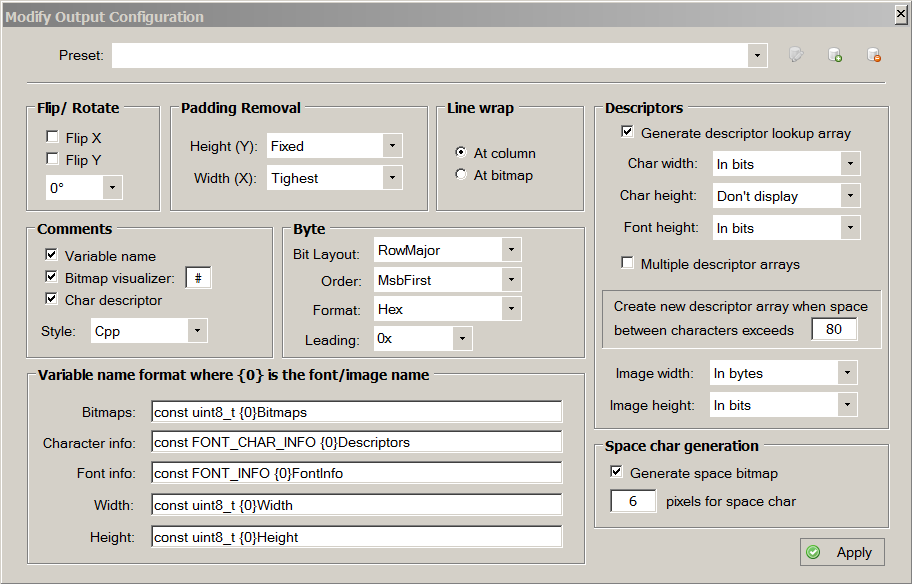 Modify Output Configuration
Preset:
Flip/ Rotate
Flip X
Flip Y
0°
Padding Removal
Height (Y): Fixed
Width (X): Tighest
Line wrap
At column
At bitmap
Descriptors
Generate descriptor lookup array
Char width: In bits
Char height: Don't display
Font height: In bits
Multiple descriptor arrays
Create new descriptor array when space
between characters exceeds 80
Image width: In bytes
Image height: In bits
Comments
Variable name
Bitmap visualizer: #
Char descriptor
Style: Cpp
Byte
Bit Layout: RowMajor
Order: MsbFirst
Format: Hex
Leading: 0x
Variable name format where {0} is the font/image name
Bitmaps: const uint8_t {0}Bitmaps
Character info: const FONT_CHAR_INFO {0}Descriptors
Font info: const FONT_INFO {0}FontInfo
Width: const uint8_t {0}Width
Height: const uint8_t {0}Height
Space char generation
Generate space bitmap
6 pixels for space char
Apply